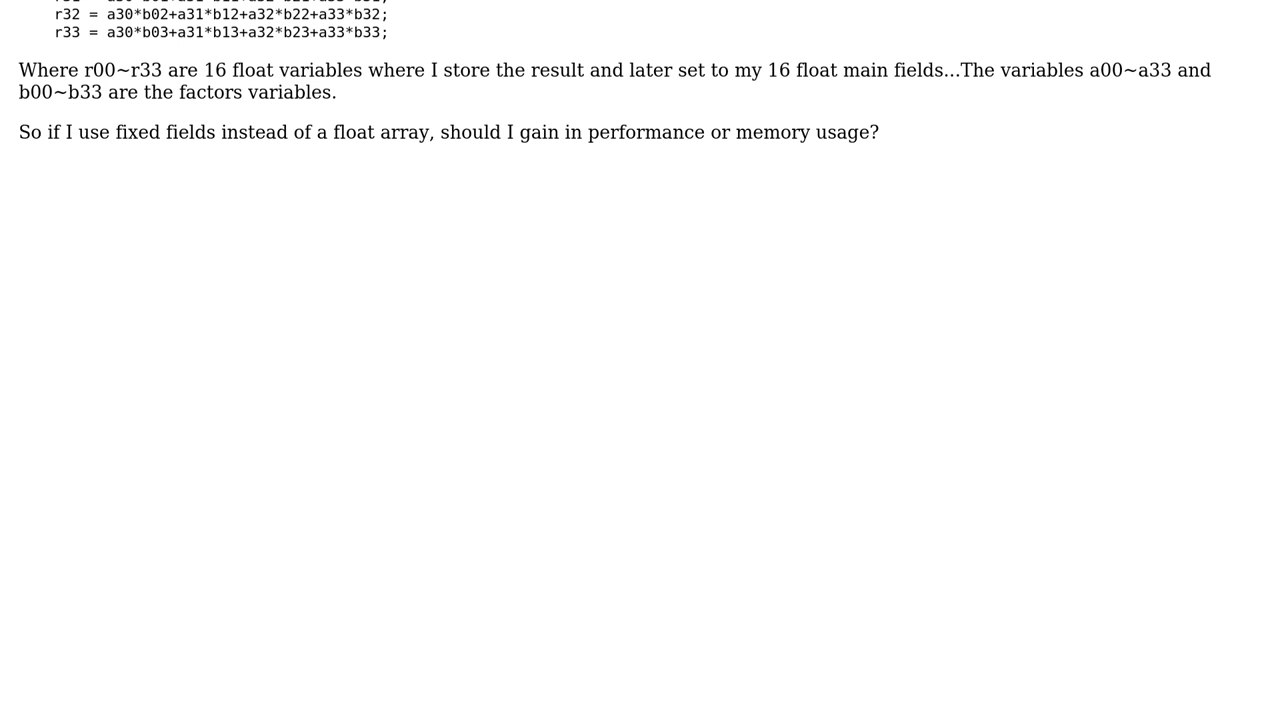 r32 = a30*b02+a31*b12+a32*b22+a33*b32;
r33 = a30*b03+a31*b13+a32*b23+a33*b33;
Where r00~r33 are 16 float variables where I store the result and later set to my 16 float main fields...The variables a00~a33 and
b00~b33 are the factors variables.
So if I use fixed fields instead of a float array, should I gain in performance or memory usage?